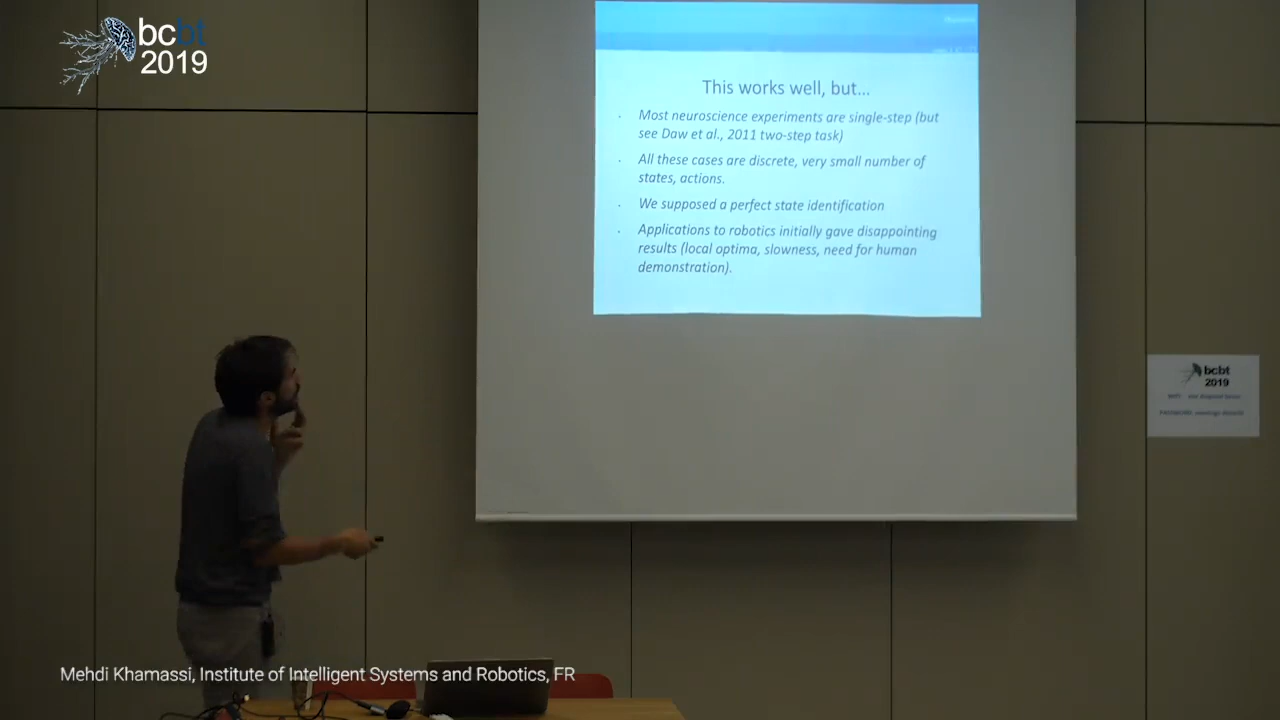 bcbt
2019
This works well, but...
· Most neuroscience experiments are single-step (but
see Daw et al., 2011 two-step task)
· All these cases are discrete, very small number of
states, actions.
· We supposed a perfect state identification
· Applications to robotics initially gave disappointing
results (local optima, slowness, need for human
demonstration).
bcbt
2019
Mehdi Khamassi, Institute of Intelligent Systems and Robotics, FR